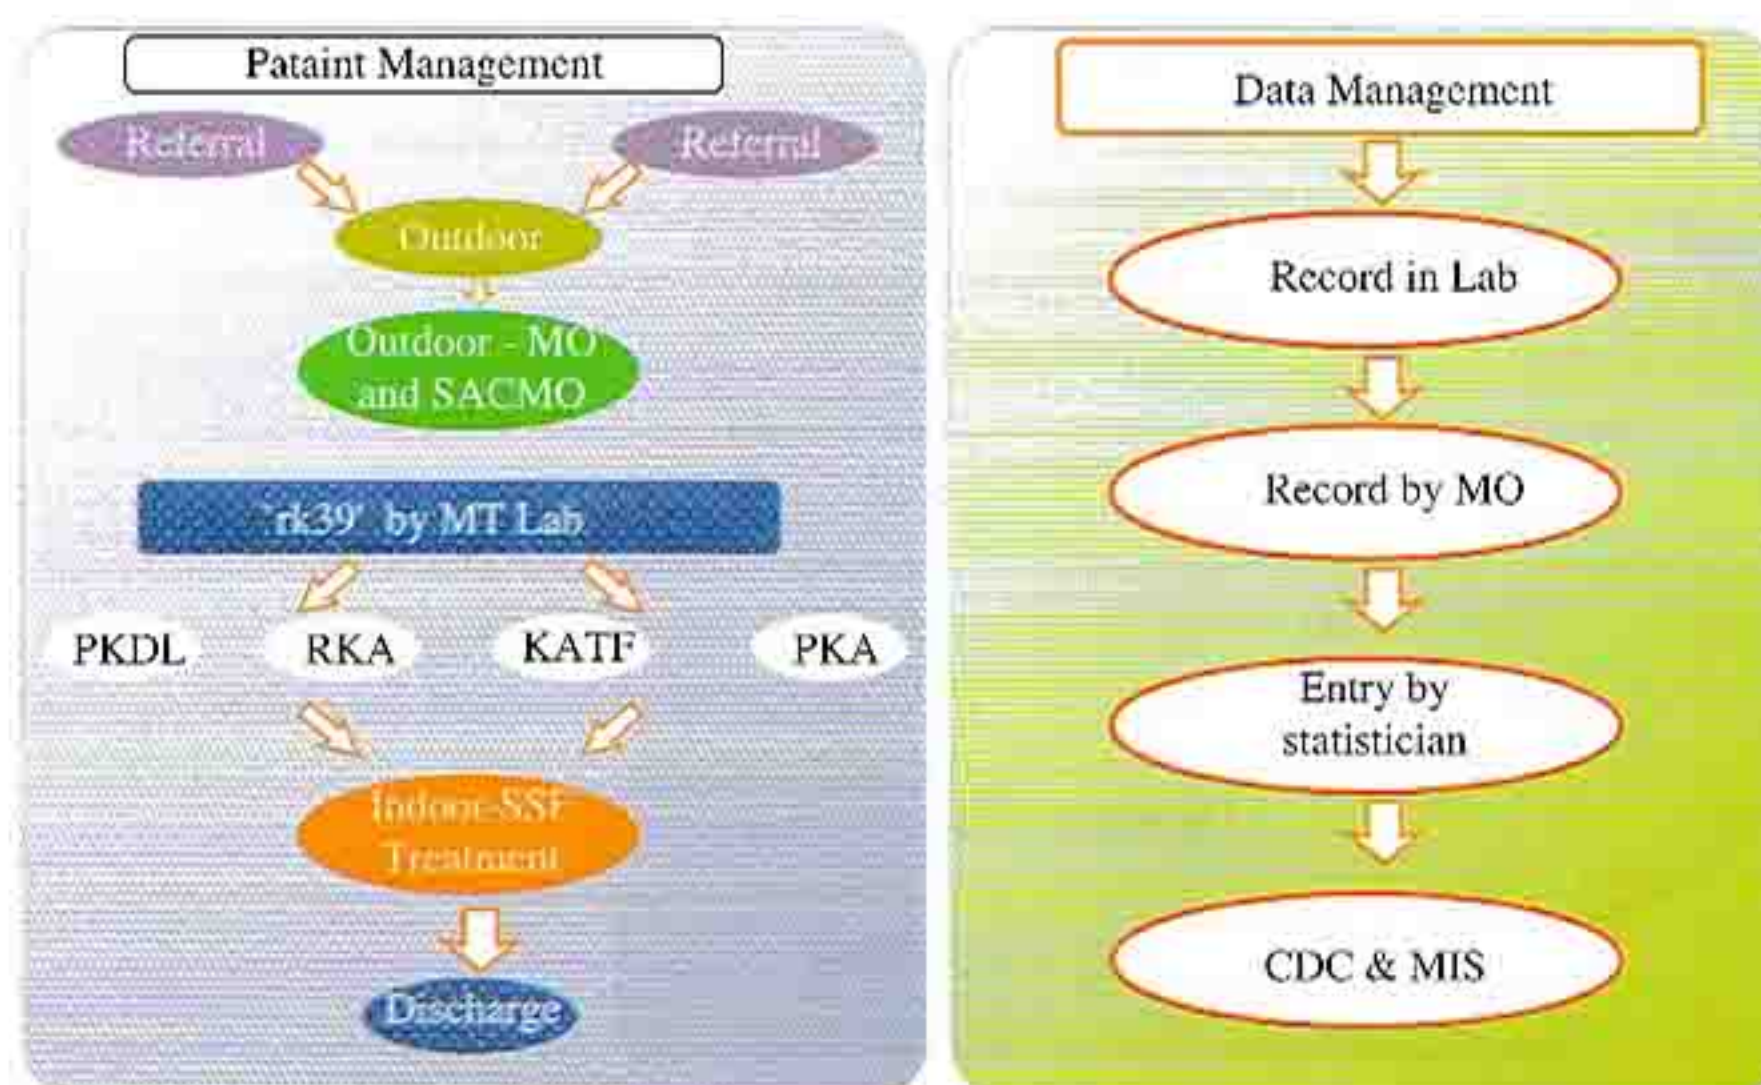 Pataint Management
Referral
Referral
Outdoor
Outdoor - MO
and SACMO
'rk39' by MT Lab
PKDL
RKA
KATF
PKA
Indoor-SSF
Treatment
Discharge
Data Management
Record in Lab
Record by MO
Entry by
statistician
CDC & MIS